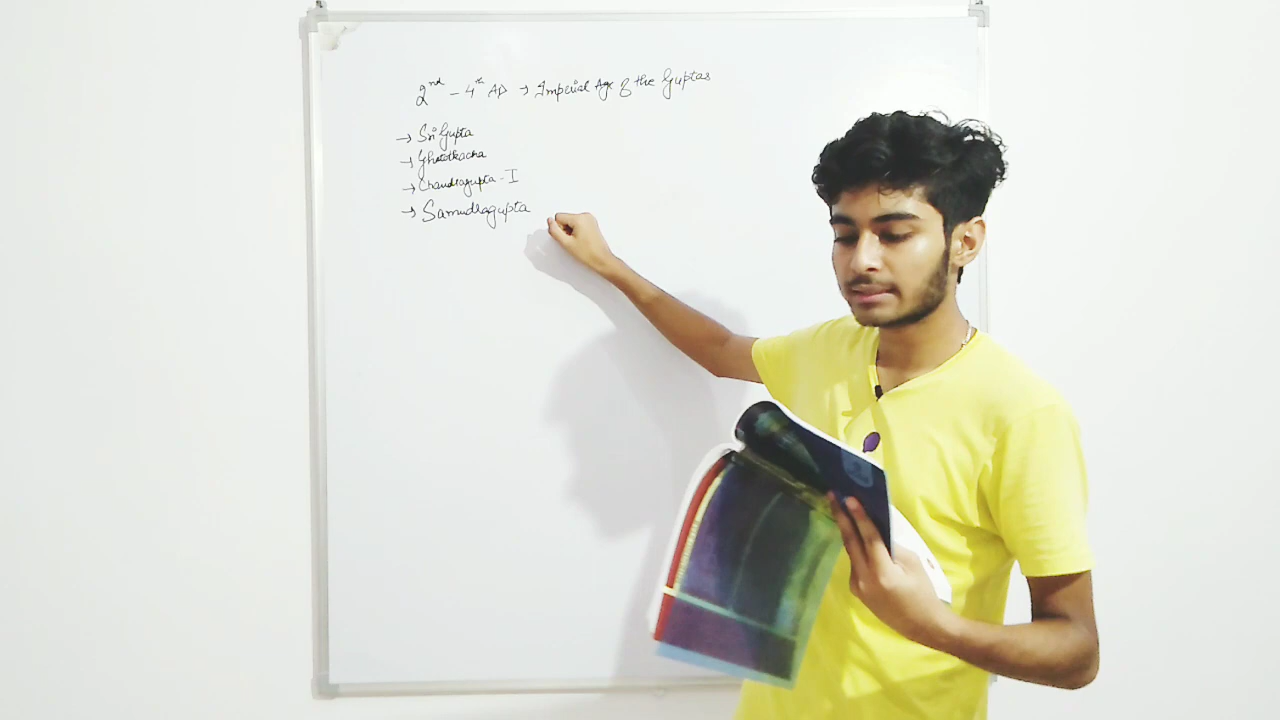 2nd - 4th AD → Imperial Age of the Guptas
→ Sri Gupta
→ Ghatotkacha
→ Chandragupta - I
→ Samudragupta